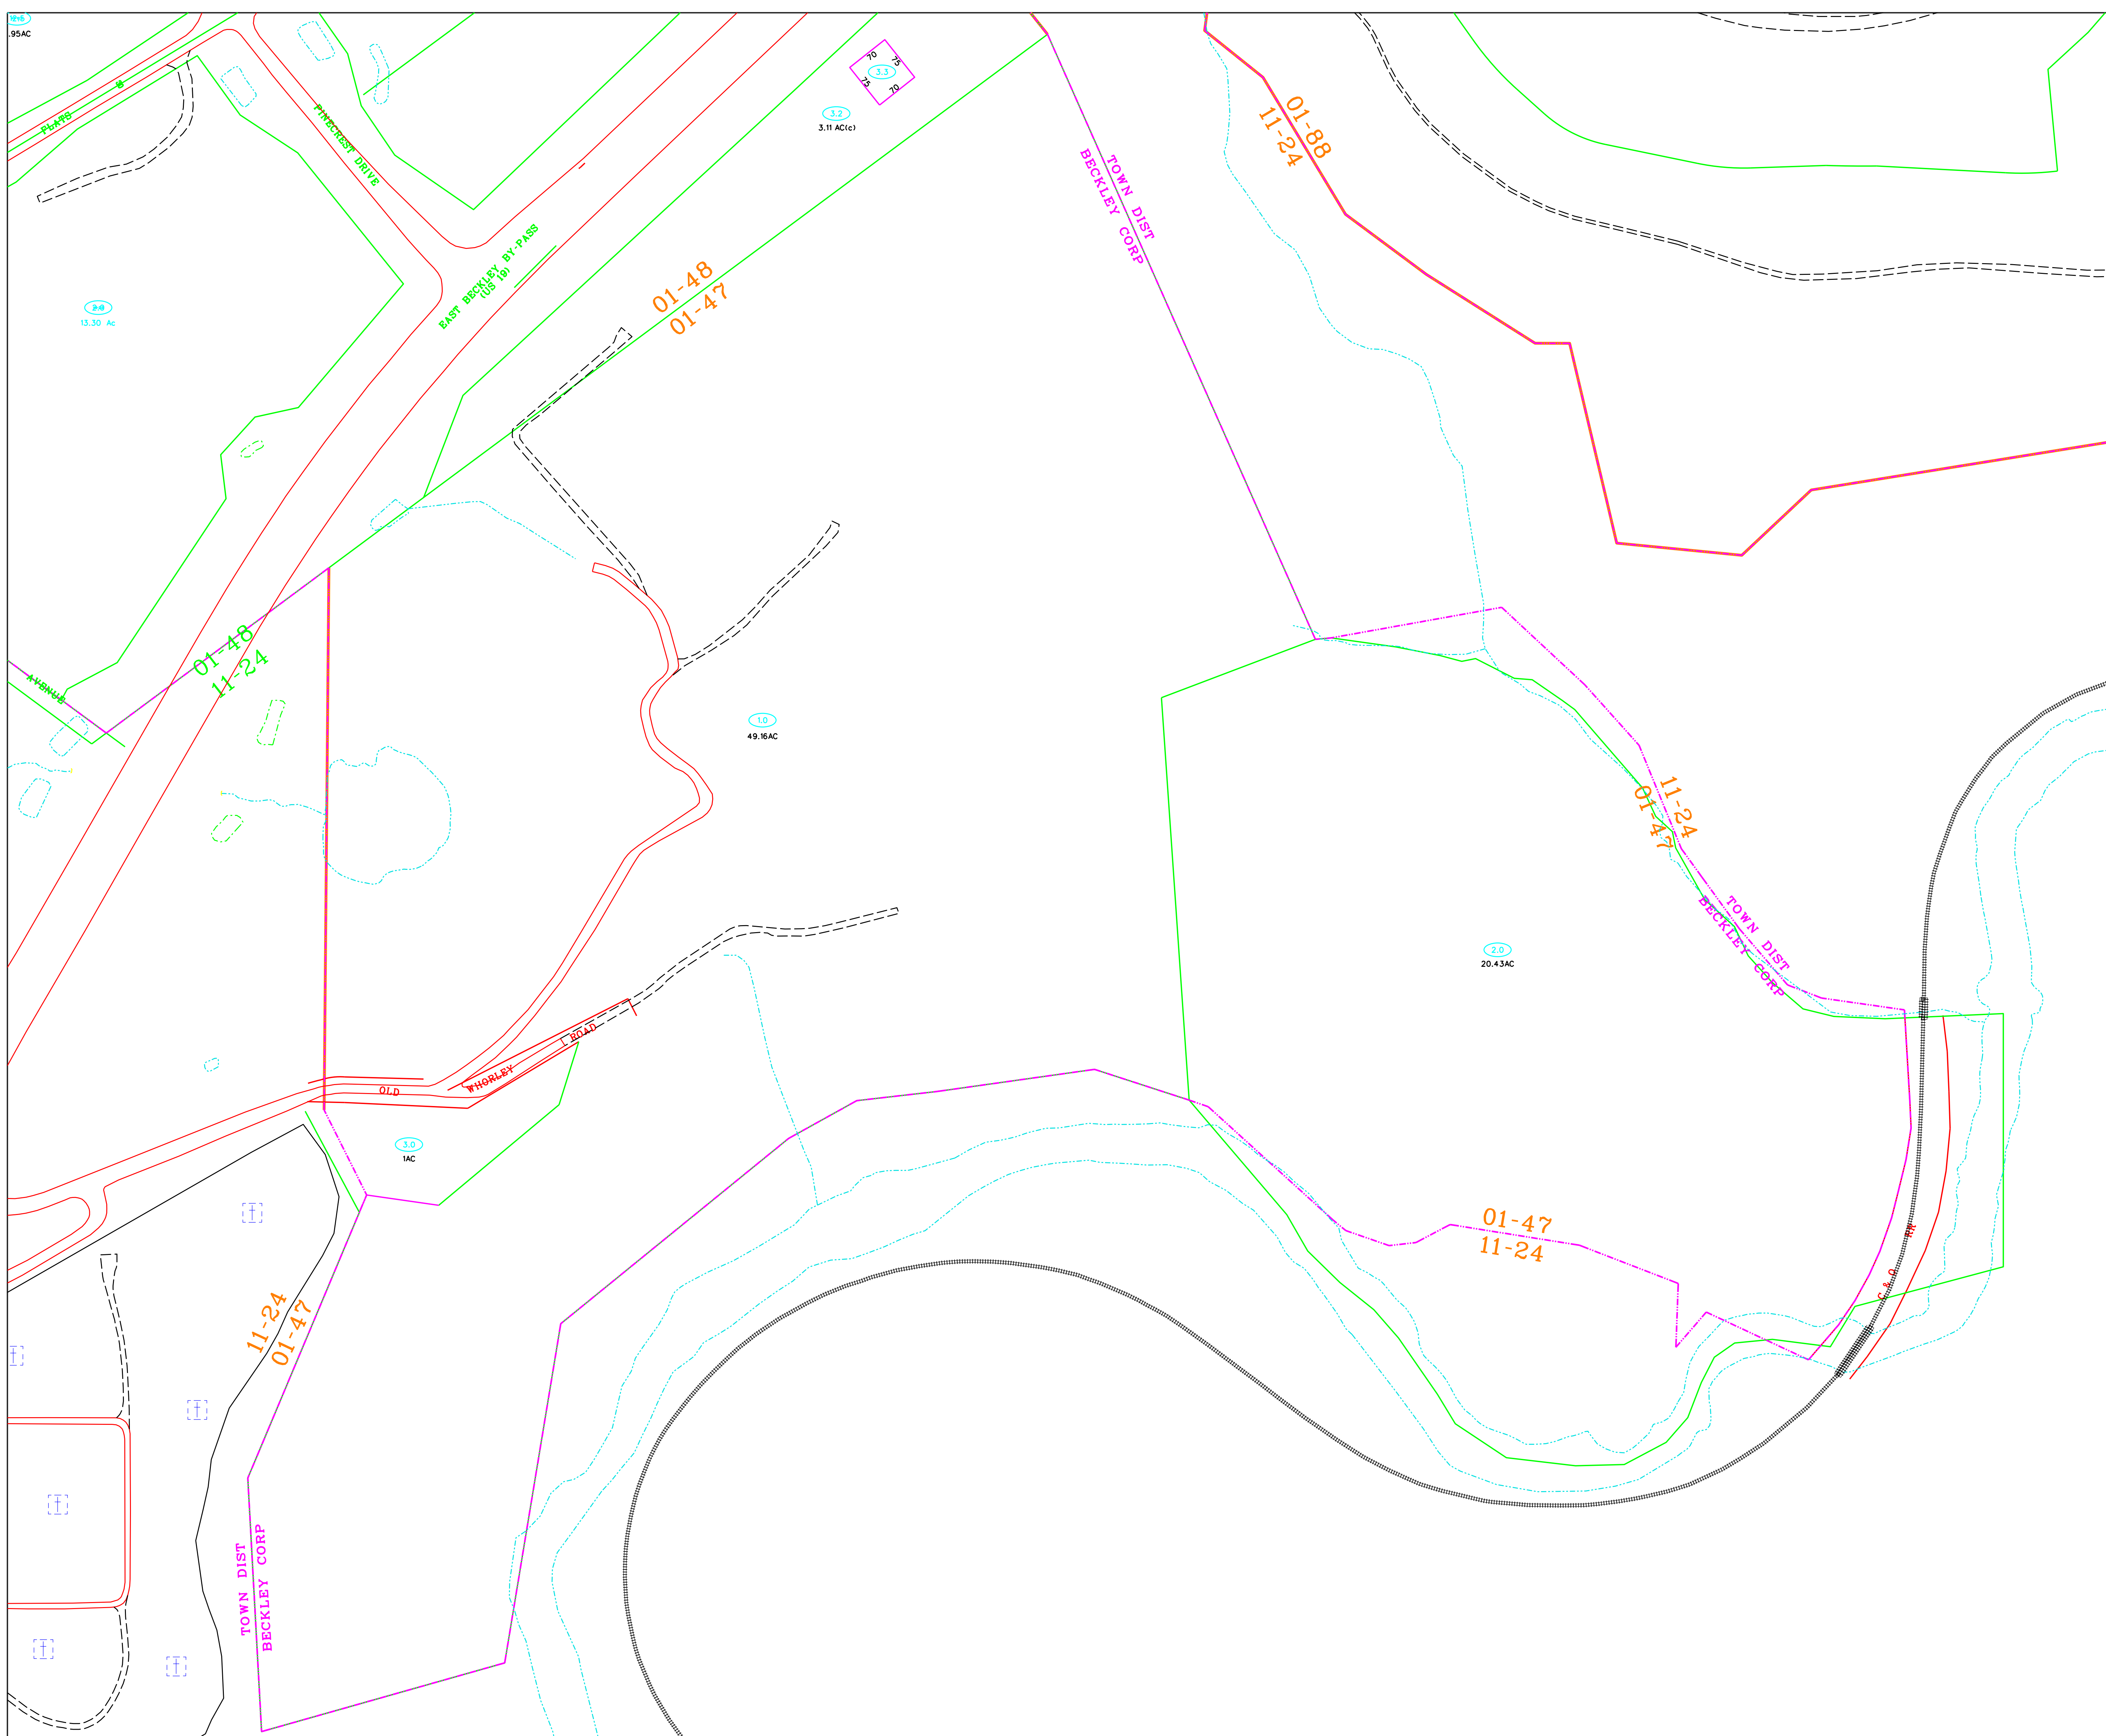 .95AC
FLATS
PINECREST DRIVE
70
75
3.3
75
70
3.2
3.11 AC(c)
01-88
11-24
TOWN DIST
BECKLEY CORP
EAST BECKLEY BY-PASS
(US 19)
01-48
01-47
13.30 Ac
01-48
11-24
AVENUE
1.0
49.16AC
11-24
01-47
TOWN DIST
BECKLEY CORP
2.0
20.43AC
OLD
WHORLEY
ROAD
3.0
1AC
01-47
11-24
C & O
RR
11-24
01-47
TOWN DIST
BECKLEY CORP